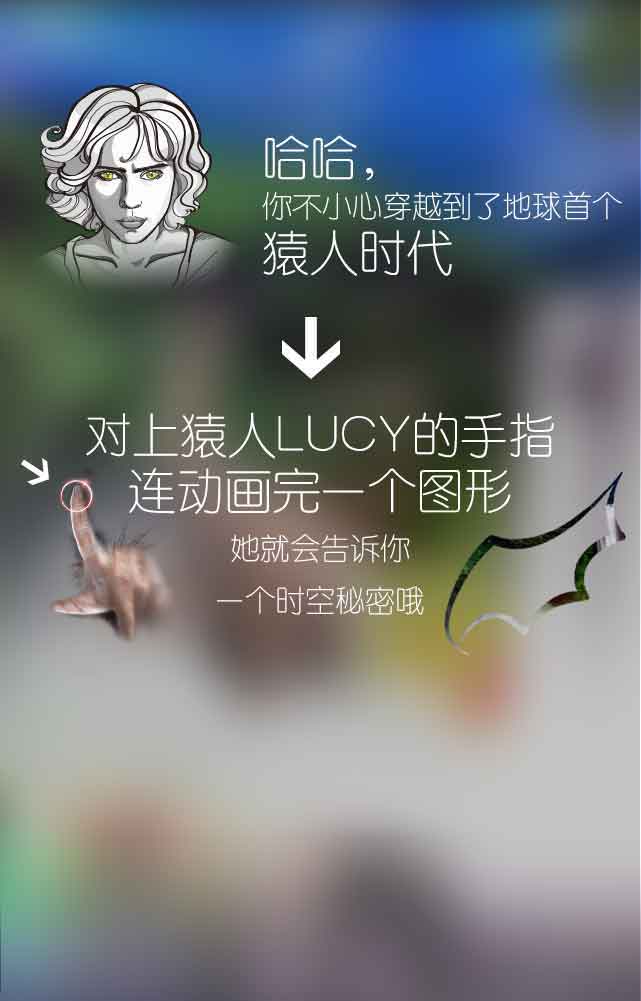 哈哈，
你不小心穿越到了地球首个
猿人时代
对上猿人LUCY的手指
连动画完一个图形
她就会告诉你
一个时空秘密哦